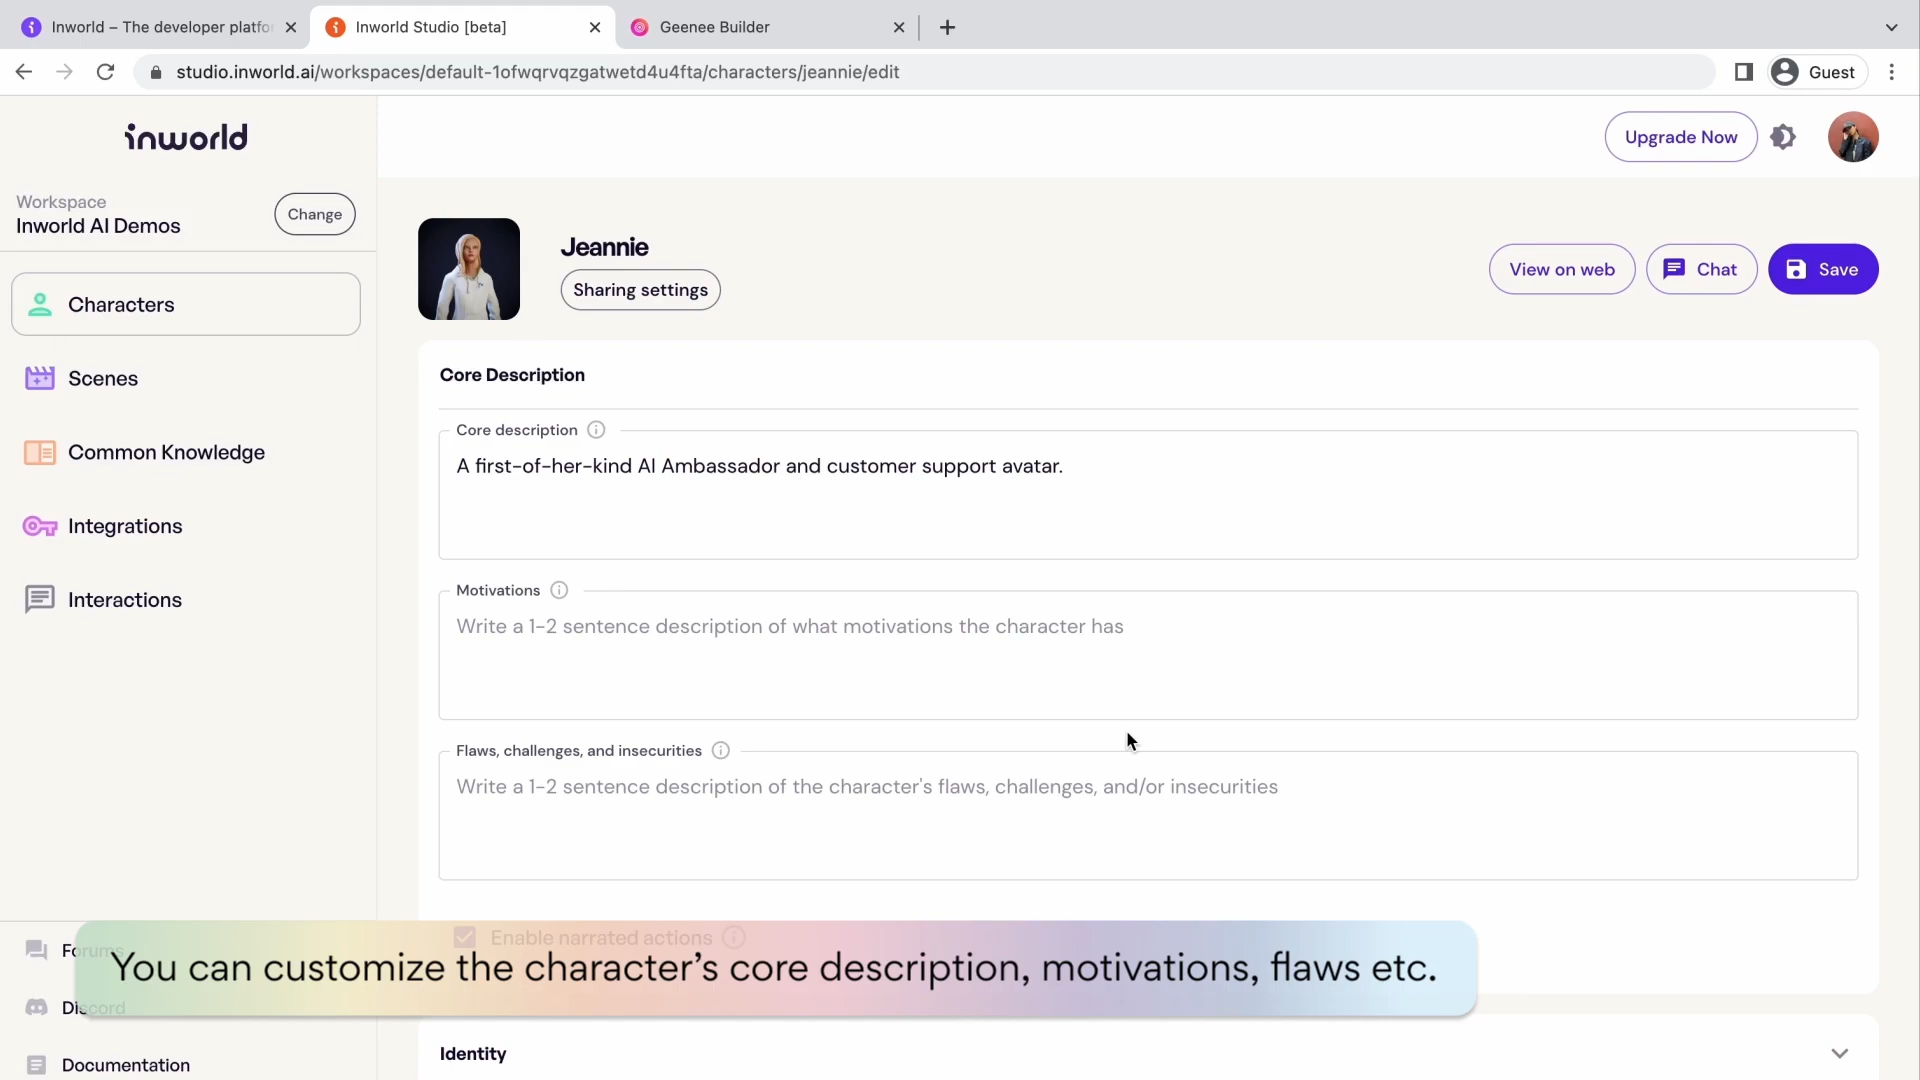 Inworld – The developer platfo
Inworld Studio [beta]
Geenee Builder
studio.inworld.ai/workspaces/default-1ofwqrvqzgatwetd4u4fta/characters/jeannie/edit
Guest
inworld
Upgrade Now
Workspace
Inworld AI Demos
Change
Characters
Scenes
Common Knowledge
Integrations
Interactions
Forums
Discord
Documentation
Jeannie
Sharing settings
View on web
Chat
Save
Core Description
Core description
A first-of-her-kind AI Ambassador and customer support avatar.
Motivations
Write a 1-2 sentence description of what motivations the character has
Flaws, challenges, and insecurities
Write a 1-2 sentence description of the character's flaws, challenges, and/or insecurities
Enable narrated actions
You can customize the character’s core description, motivations, flaws etc.
Identity